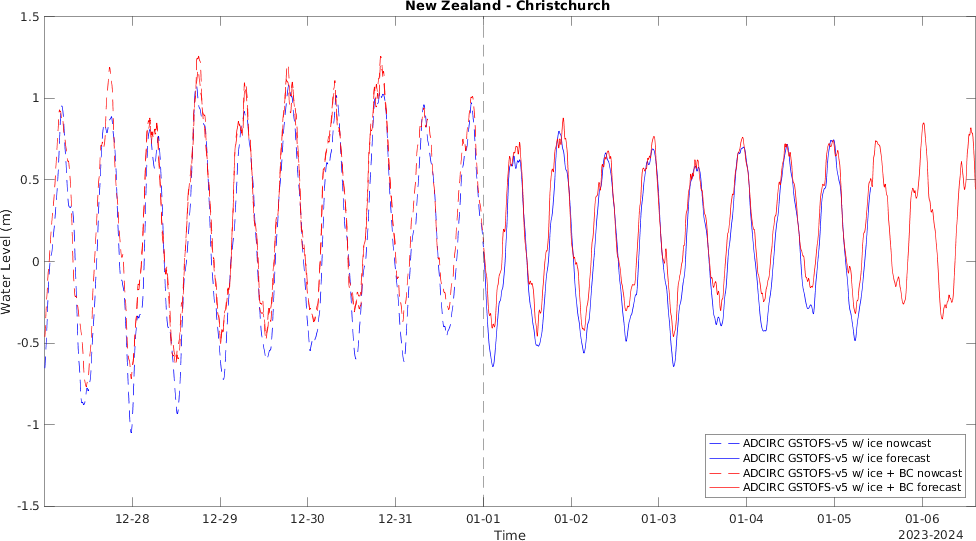 New Zealand - Christchurch
1.5
1
0.5
0
-0.5
-1
-1.5
Water Level (m)
ADCIRC GSTOFS-v5 w/ ice nowcast
ADCIRC GSTOFS-v5 w/ ice forecast
ADCIRC GSTOFS-v5 w/ ice + BC nowcast
ADCIRC GSTOFS-v5 w/ ice + BC forecast
12-28 12-29 12-30 12-31 01-01 01-02 01-03 01-04 01-05 01-06
Time
2023-2024